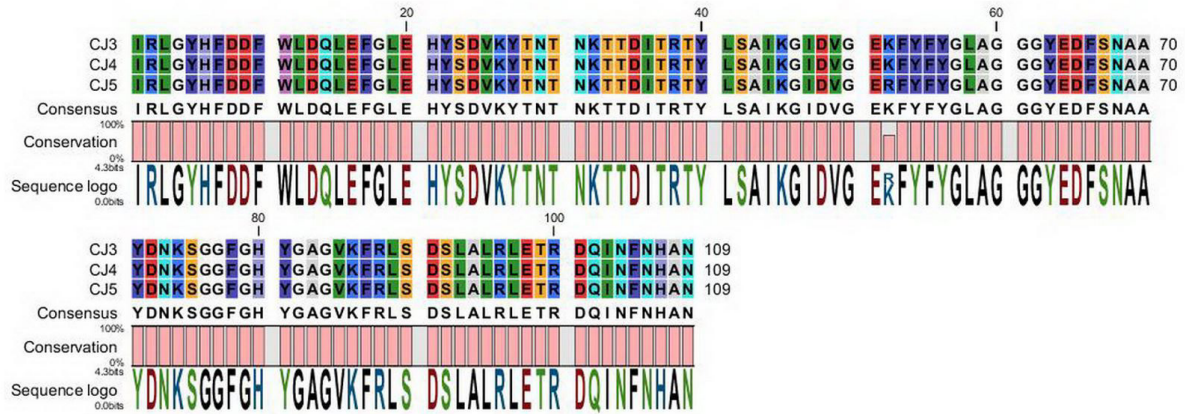 20 40 60
CJ3 IRLGYHFDDF WLDQLEFGLE HYSDVKYTNT NKTTDITRTY LSAIKGIDVG EKFYFYGLAG GGYEDFSNAA 70
CJ4 IRLGYHFDDF WLDQLEFGLE HYSDVKYTNT NKTTDITRTY LSAIKGIDVG EKFYFYGLAG GGYEDFSNAA 70
CJ5 IRLGYHFDDF WLDQLEFGLE HYSDVKYTNT NKTTDITRTY LSAIKGIDVG ERFYFYGLAG GGYEDFSNAA 70
Consensus IRLGYHFDDF WLDQLEFGLE HYSDVKYTNT NKTTDITRTY LSAIKGIDVG EKFYFYGLAG GGYEDFSNAA
100%
Conservation
0%
4.3bits
Sequence logo IRLGYHFDDF WLDQLEFGLE HYSDVKYTNT NKTTDITRTY LSAIKGIDVG ERKFYFYGLAG GGYEDFSNAA
0.0bits
80 100
CJ3 YDNKSGGFGH YGAGVKFRLS DSLALRLETR DQINFNHAN 109
CJ4 YDNKSGGFGH YGAGVKFRLS DSLALRLETR DQINFNHAN 109
CJ5 YDNKSGGFGH YGAGVKFRLS DSLALRLETR DQINFNHAN 109
Consensus YDNKSGGFGH YGAGVKFRLS DSLALRLETR DQINFNHAN
100%
Conservation
0%
4.3bits
Sequence logo YDNKSGGFGH YGAGVKFRLS DSLALRLETR DQINFNHAN
0.0bits